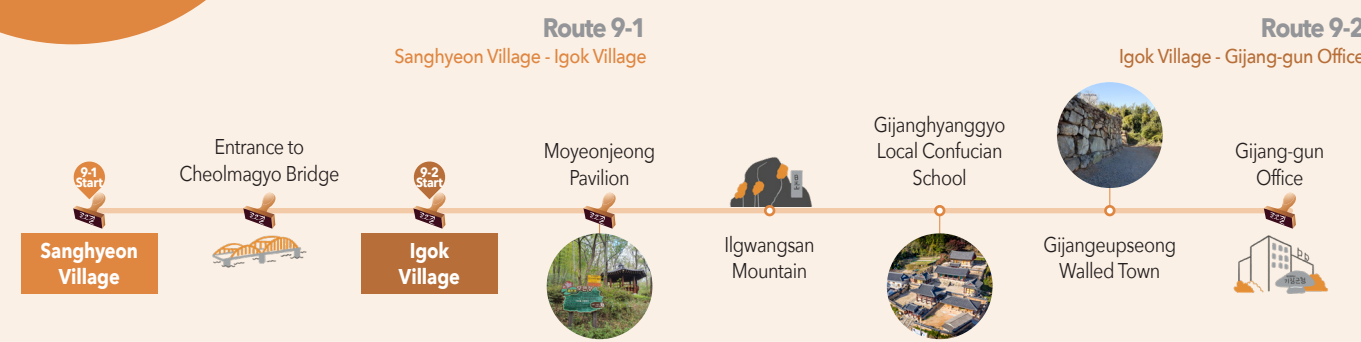 Route 9-1
Sanghyeon Village - Igok Village
Route 9-2
Igok Village - Gijang-gun Office
9-1
Start
Sanghyeon
Village
Entrance to
Cheolmagyo Bridge
9-2
Start
Igok
Village
Moyeonjeong
Pavilion
Ilgwangsan
Mountain
Gijanghyanggyo
Local Confucian
School
Gijangeupseong
Walled Town
Gijang-gun
Office